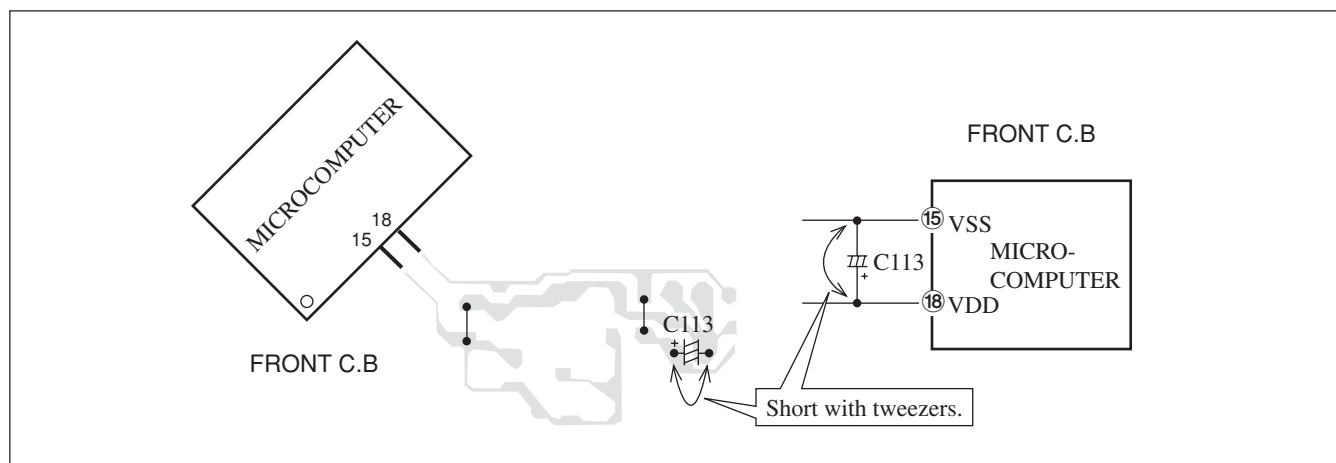 MICROCOMPUTER
18
15
FRONT C.B
C113
+
FRONT C.B
15 VSS
C113
+
MICRO-
COMPUTER
18 VDD
Short with tweezers.